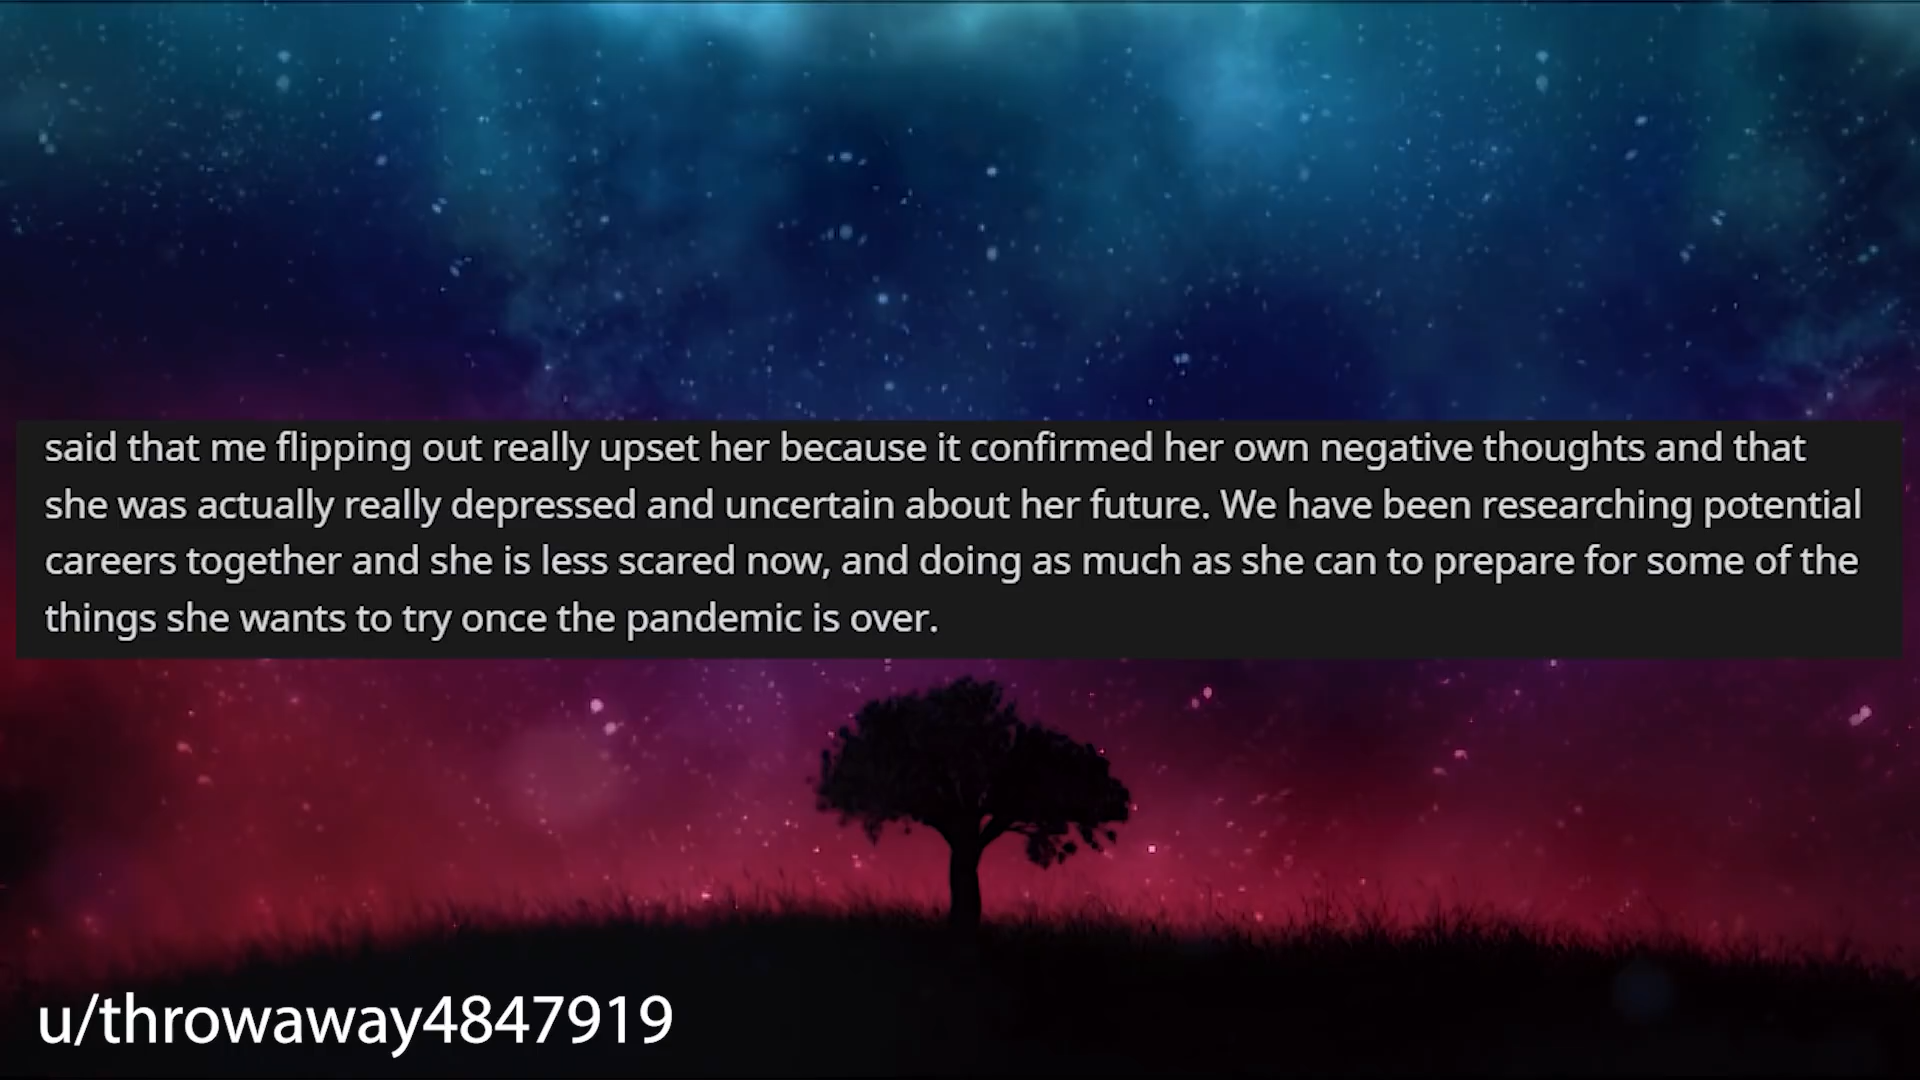 said that me flipping out really upset her because it confirmed her own negative thoughts and that
she was actually really depressed and uncertain about her future. We have been researching potential
careers together and she is less scared now, and doing as much as she can to prepare for some of the
things she wants to try once the pandemic is over.
u/throwaway4847919